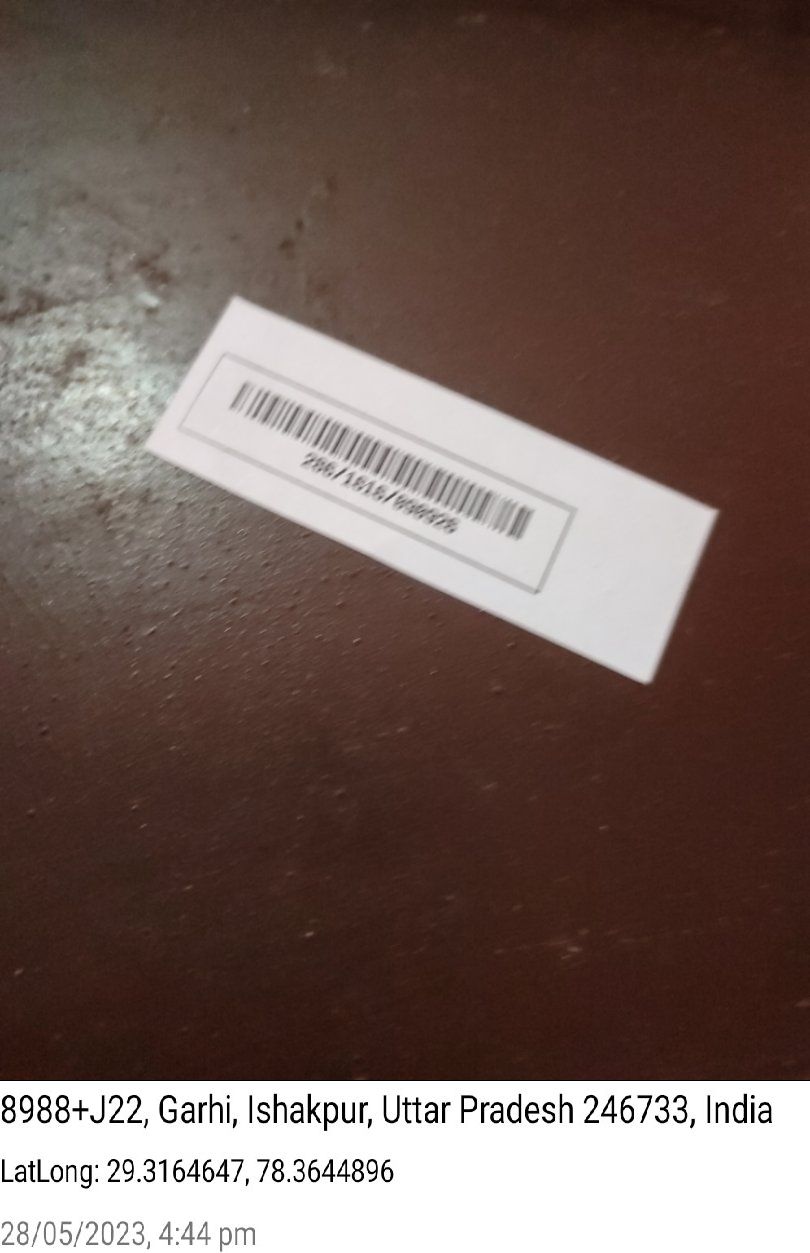 8988+J22, Garhi, Ishakpur, Uttar Pradesh 246733, India
LatLong: 29.3164647, 78.3644896
28/05/2023, 4:44 pm